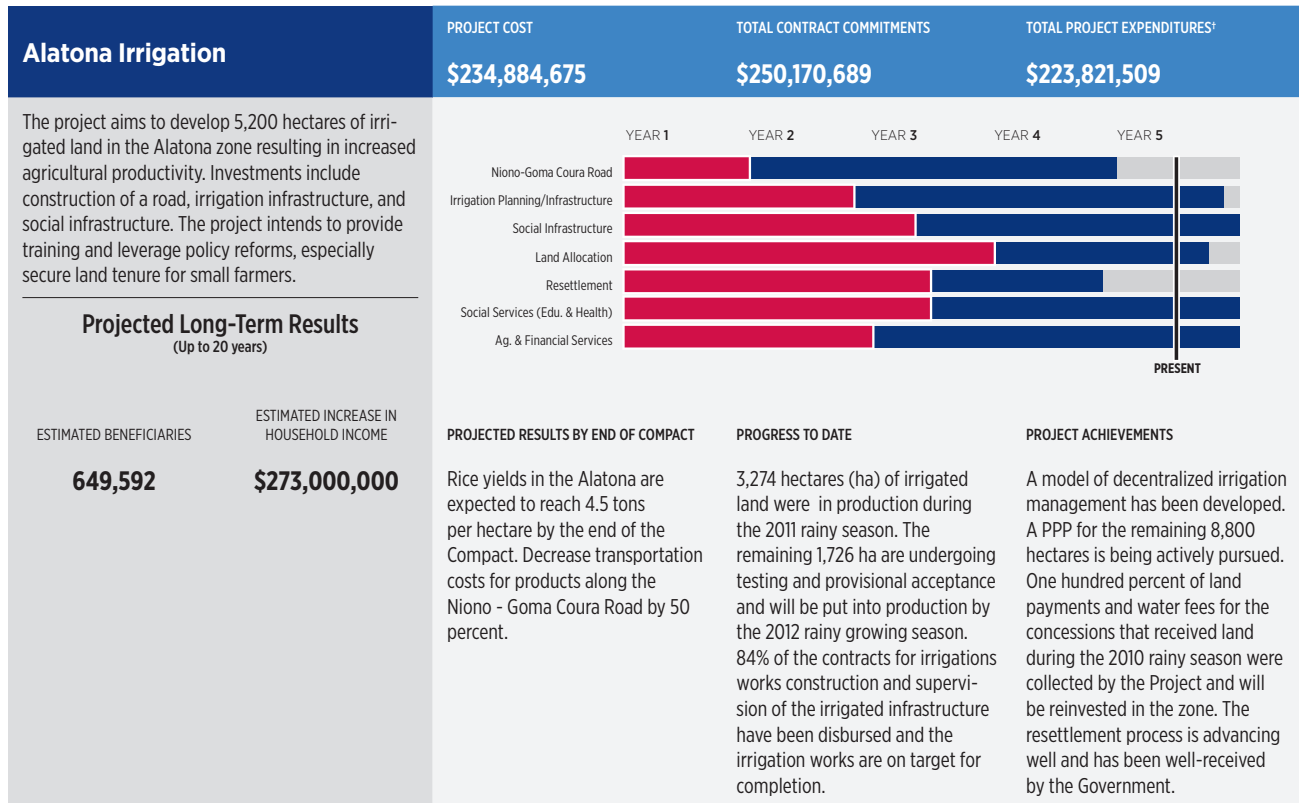 Alatona Irrigation
PROJECT COST
$234,884,675
TOTAL CONTRACT COMMITMENTS
$250,170,689
TOTAL PROJECT EXPENDITURES†
$223,821,509
The project aims to develop 5,200 hectares of irri-
gated land in the Alatona zone resulting in increased
agricultural productivity. Investments include
construction of a road, irrigation infrastructure, and
social infrastructure. The project intends to provide
training and leverage policy reforms, especially
secure land tenure for small farmers.
Projected Long-Term Results
(Up to 20 years)
ESTIMATED BENEFICIARIES
649,592
ESTIMATED INCREASE IN
HOUSEHOLD INCOME
$273,000,000
YEAR 1 YEAR 2 YEAR 3 YEAR 4 YEAR 5
Niono-Goma Coura Road
Irrigation Planning/Infrastructure
Social Infrastructure
Land Allocation
Resettlement
Social Services (Edu. & Health)
Ag. & Financial Services
PRESENT
PROJECTED RESULTS BY END OF COMPACT
Rice yields in the Alatona are
expected to reach 4.5 tons
per hectare by the end of the
Compact. Decrease transportation
costs for products along the
Niono - Goma Coura Road by 50
percent.
PROGRESS TO DATE
3,274 hectares (ha) of irrigated
land were in production during
the 2011 rainy season. The
remaining 1,726 ha are undergoing
testing and provisional acceptance
and will be put into production by
the 2012 rainy growing season.
84% of the contracts for irrigations
works construction and supervi-
sion of the irrigated infrastructure
have been disbursed and the
irrigation works are on target for
completion.
PROJECT ACHIEVEMENTS
A model of decentralized irrigation
management has been developed.
A PPP for the remaining 8,800
hectares is being actively pursued.
One hundred percent of land
payments and water fees for the
concessions that received land
during the 2010 rainy season were
collected by the Project and will
be reinvested in the zone. The
resettlement process is advancing
well and has been well-received
by the Government.